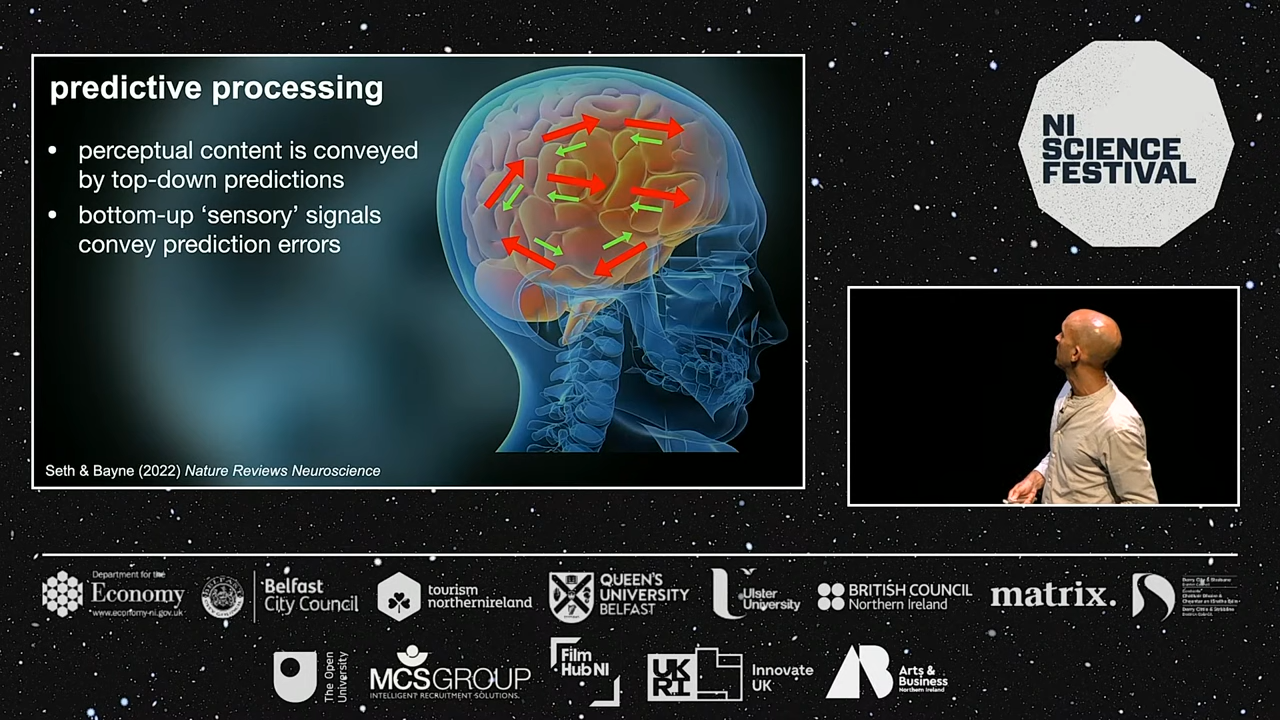 predictive processing
• perceptual content is conveyed
by top-down predictions
• bottom-up ‘sensory’ signals
convey prediction errors
Seth & Bayne (2022) Nature Reviews Neuroscience
NI
SCIENCE
FESTIVAL
Department for the
Economy
www.economy-ni.gov.uk
Belfast
City Council
tourism
northernireland
QUEEN'S
UNIVERSITY
BELFAST
Ulster
University
BRITISH COUNCIL
Northern Ireland
matrix.
The Open
University
MCSGROUP
INTELLIGENT RECRUITMENT SOLUTIONS.
Film
Hub NI
UK
RI
Innovate
UK
Arts &
Business
Northern Ireland